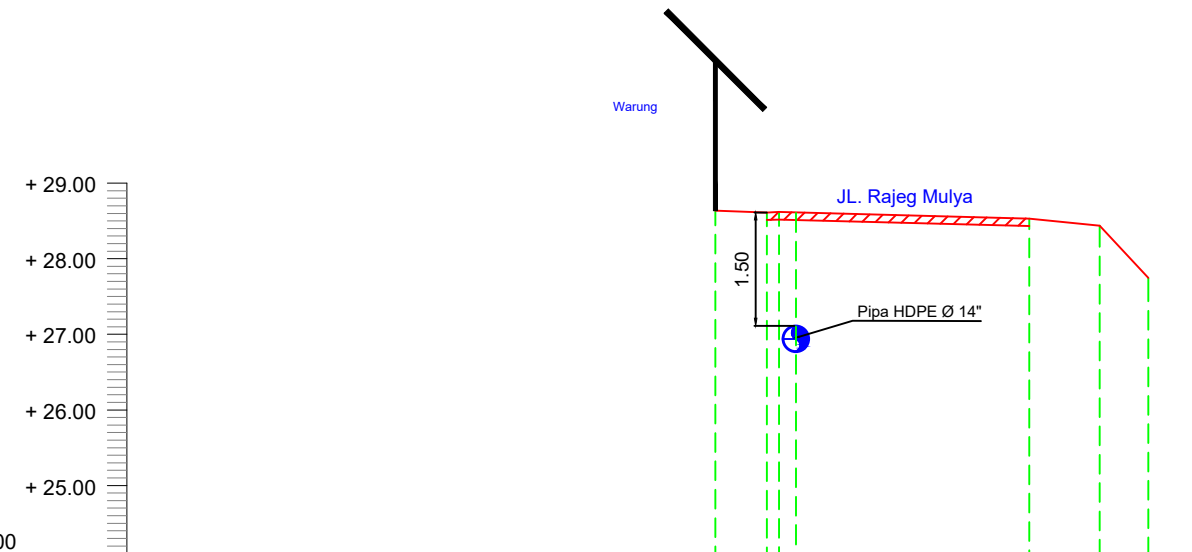 Warung
+ 29.00
JL. Rajeg Mulya
+ 28.00
1.50
Pipa HDPE Ø 14"
+ 27.00
+ 26.00
+ 25.00